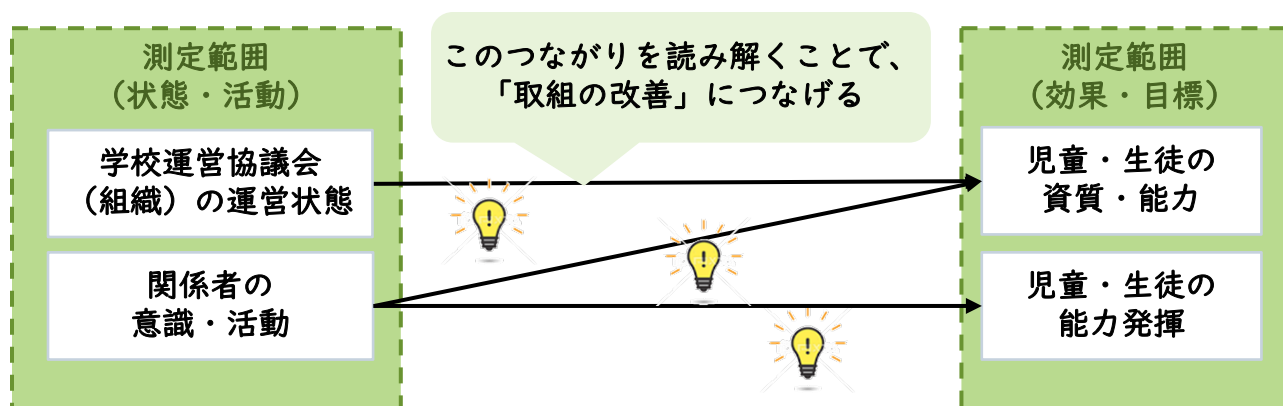 測定範囲
（状態・活動）
学校運営協議会
（組織）の運営状態
関係者の
意識・活動
このつながりを読み解くことで、
「取組の改善」につなげる
!
!
!
測定範囲
（効果・目標）
児童・生徒の
資質・能力
児童・生徒の
能力発揮